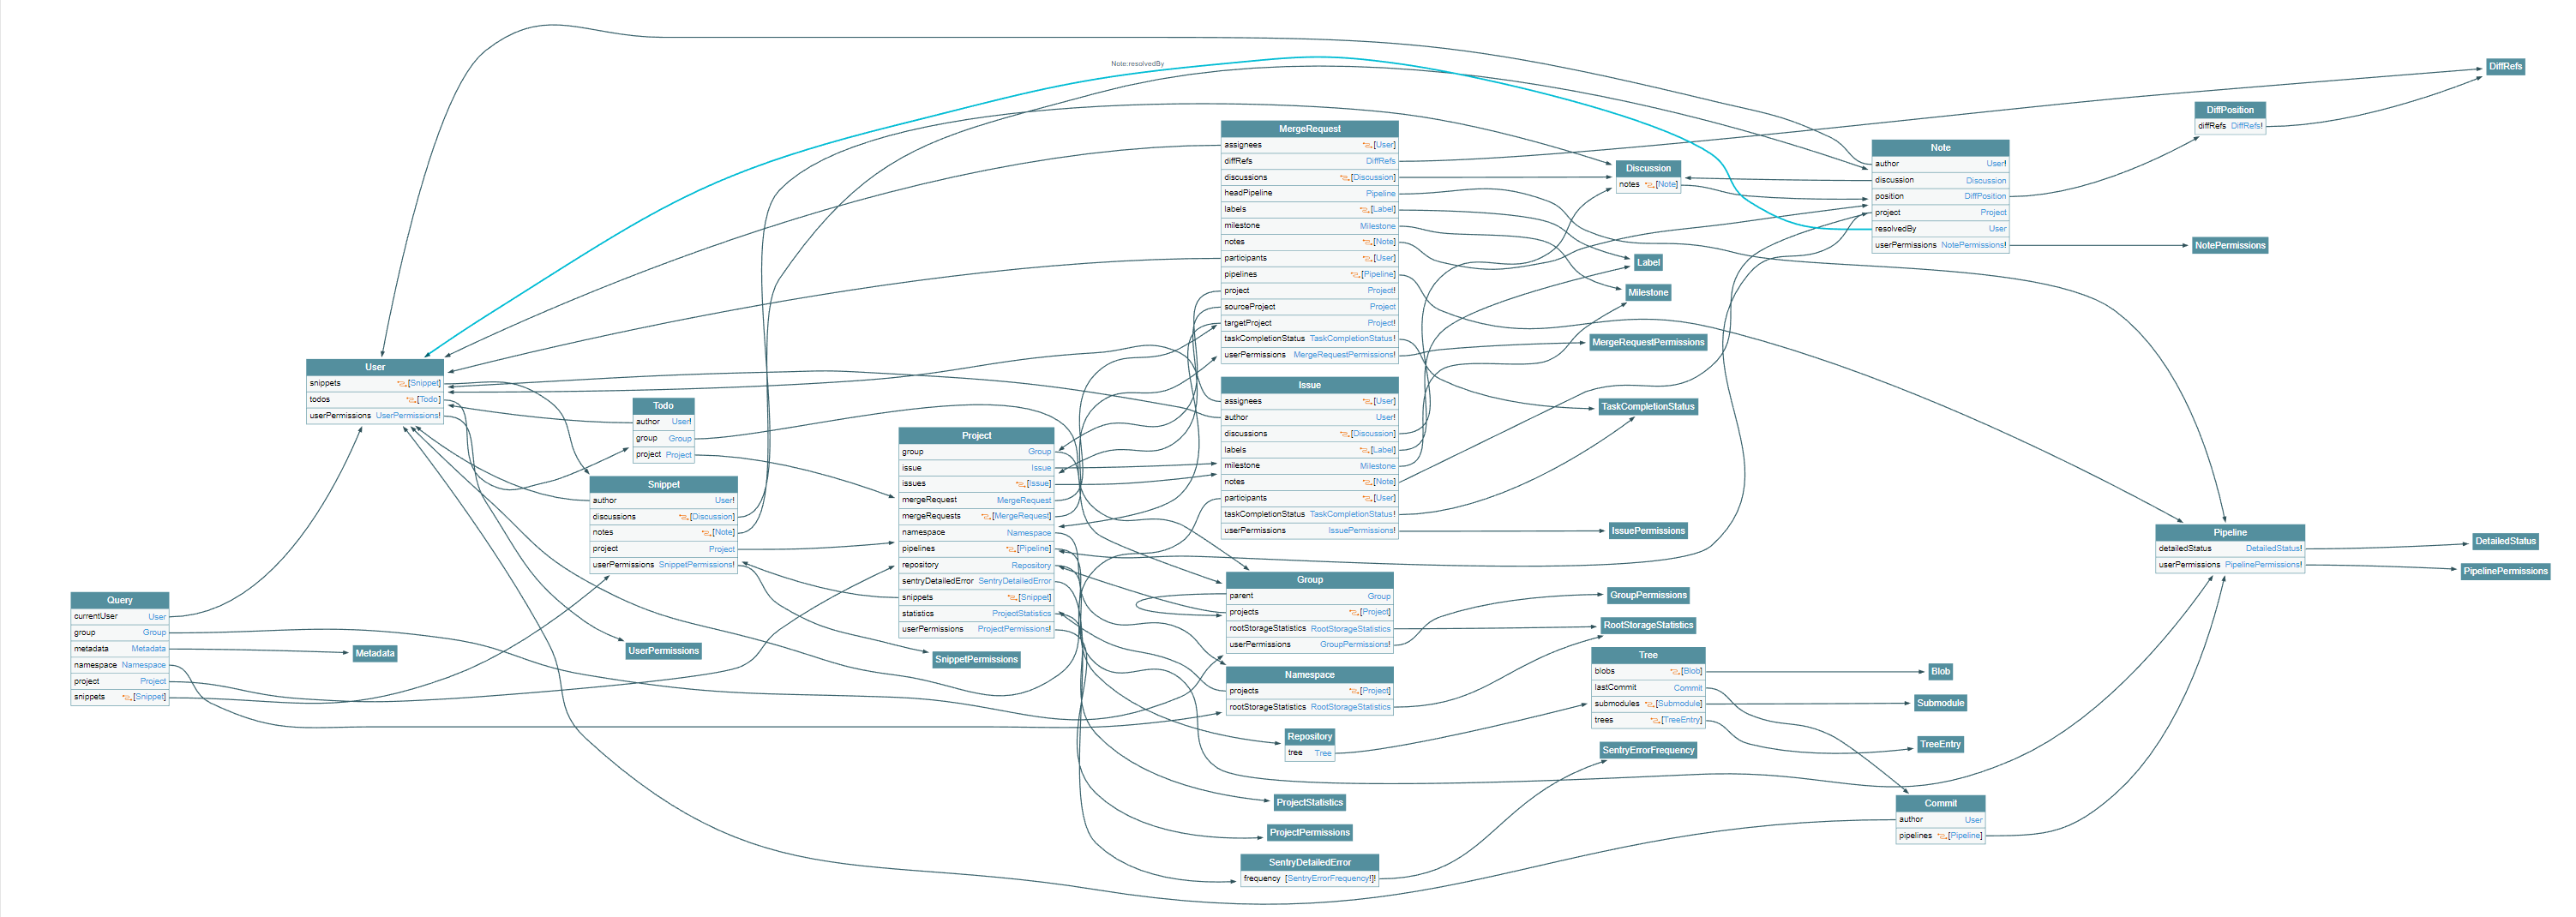 Note:resolvedBy
DiffRefs
DiffPosition
diffRefs DiffRefs!
MergeRequest
assignees [User]
diffRefs DiffRefs
discussions [Discussion]
headPipeline Pipeline
labels [Label]
milestone Milestone
notes [Note]
participants [User]
pipelines [Pipeline]
project Project!
sourceProject Project
targetProject Project!
taskCompletionStatus TaskCompletionStatus!
userPermissions MergeRequestPermissions!
Discussion
notes [Note]
Note
author User!
discussion Discussion
position DiffPosition
project Project
resolvedBy User
userPermissions NotePermissions!
NotePermissions
Label
Milestone
MergeRequestPermissions
TaskCompletionStatus
User
snippets [Snippet]
todos [Todo]
userPermissions UserPermissions!
Todo
author User!
group Group
project Project
Issue
assignees [User]
author User!
discussions [Discussion]
labels [Label]
milestone Milestone
notes [Note]
participants [User]
taskCompletionStatus TaskCompletionStatus!
userPermissions IssuePermissions!
IssuePermissions
Project
group Group
issue Issue
issues [Issue]
mergeRequest MergeRequest
mergeRequests [MergeRequest]
namespace Namespace
pipelines [Pipeline]
repository Repository
sentryDetailedError SentryDetailedError
snippets [Snippet]
statistics ProjectStatistics
userPermissions ProjectPermissions!
Snippet
author User!
discussions [Discussion]
notes [Note]
project Project
userPermissions SnippetPermissions!
Pipeline
detailedStatus DetailedStatus!
userPermissions PipelinePermissions!
DetailedStatus
PipelinePermissions
Query
currentUser User
group Group
metadata Metadata
namespace Namespace
project Project
snippets [Snippet]
Metadata
UserPermissions
SnippetPermissions
Group
parent Group
projects [Project]
rootStorageStatistics RootStorageStatistics
userPermissions GroupPermissions!
GroupPermissions
RootStorageStatistics
Namespace
projects [Project]
rootStorageStatistics RootStorageStatistics
Tree
blobs [Blob]
lastCommit Commit
submodules [Submodule]
trees [TreeEntry]
Blob
Submodule
TreeEntry
Repository
tree Tree
SentryErrorFrequency
ProjectStatistics
ProjectPermissions
Commit
author User
pipelines [Pipeline]
SentryDetailedError
frequency [SentryErrorFrequency!]!